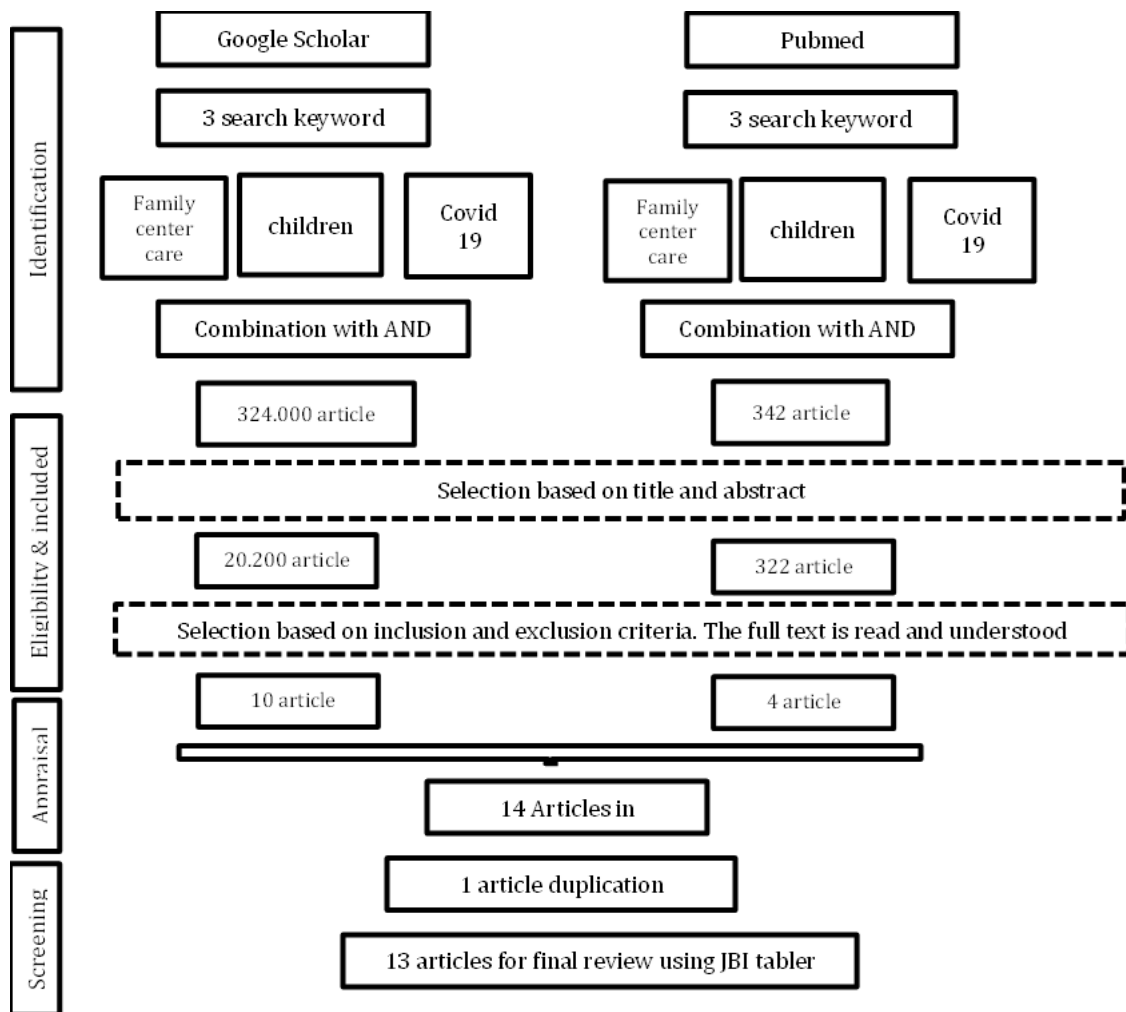 Identification
Google Scholar
Pubmed
3 search keyword
3 search keyword
Family
center
care
children
Covid
19
Family
center
care
children
Covid
19
Combination with AND
Combination with AND
324.000 article
342 article
Eligibility & included
Selection based on title and abstract
20.200 article
322 article
Selection based on inclusion and exclusion criteria. The full text is read and understood
10 article
4 article
Appraisal
14 Articles in
Screening
1 article duplication
13 articles for final review using JBI tabler